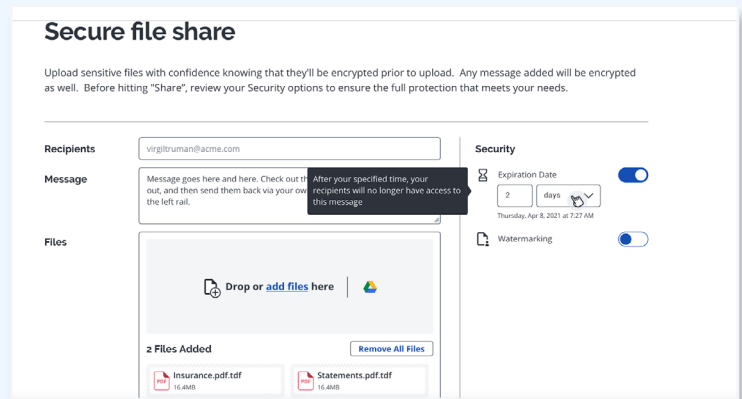 Secure file share
Upload sensitive files with confidence knowing that they'll be encrypted prior to upload.  Any message added will be encrypted
as well.  Before hitting "Share", review your Security options to ensure the full protection that meets your needs.
Recipients
virgiltruman@acme.com
Message
Message goes here and here. Check out th
out, and then send them back via your ow
the left rail.
After your specified time, your
recipients will no longer have access to
this message
Security
Expiration Date
2
days
Thursday, Apr 8, 2021 at 7:27 AM
Watermarking
Files
Drop or add files here
2 Files Added
Remove All Files
PDF
Insurance.pdf.tdf
16.4MB
PDF
Statements.pdf.tdf
16.4MB